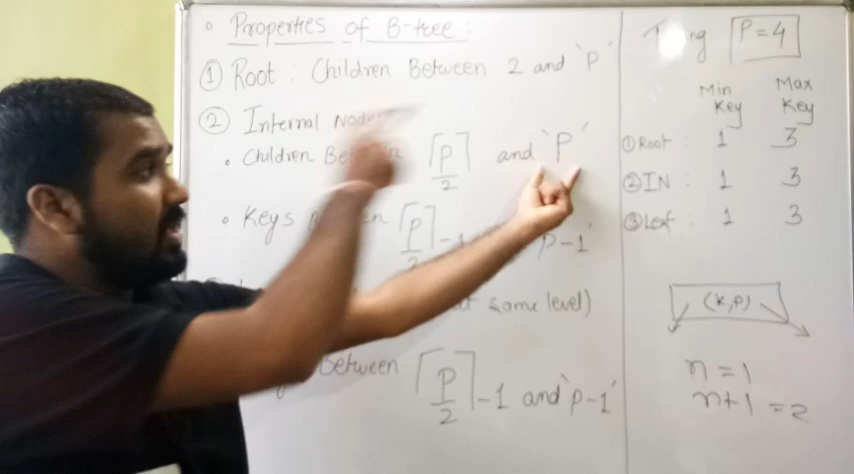 Properties of B-tree :
① Root : Children Between 2 and 'P'
② Internal Node
• Children Be n ⌈P/2⌉ and 'P'
• Keys n ⌈P/2⌉-1 P-1'
same level)
Between ⌈P/2⌉-1 and 'P-1'
T ng P=4
Min Key Max Key
① Root : 1 3
② IN : 1 3
③ Leaf : 1 3
(K,P)
n = 1
n+1 = 2